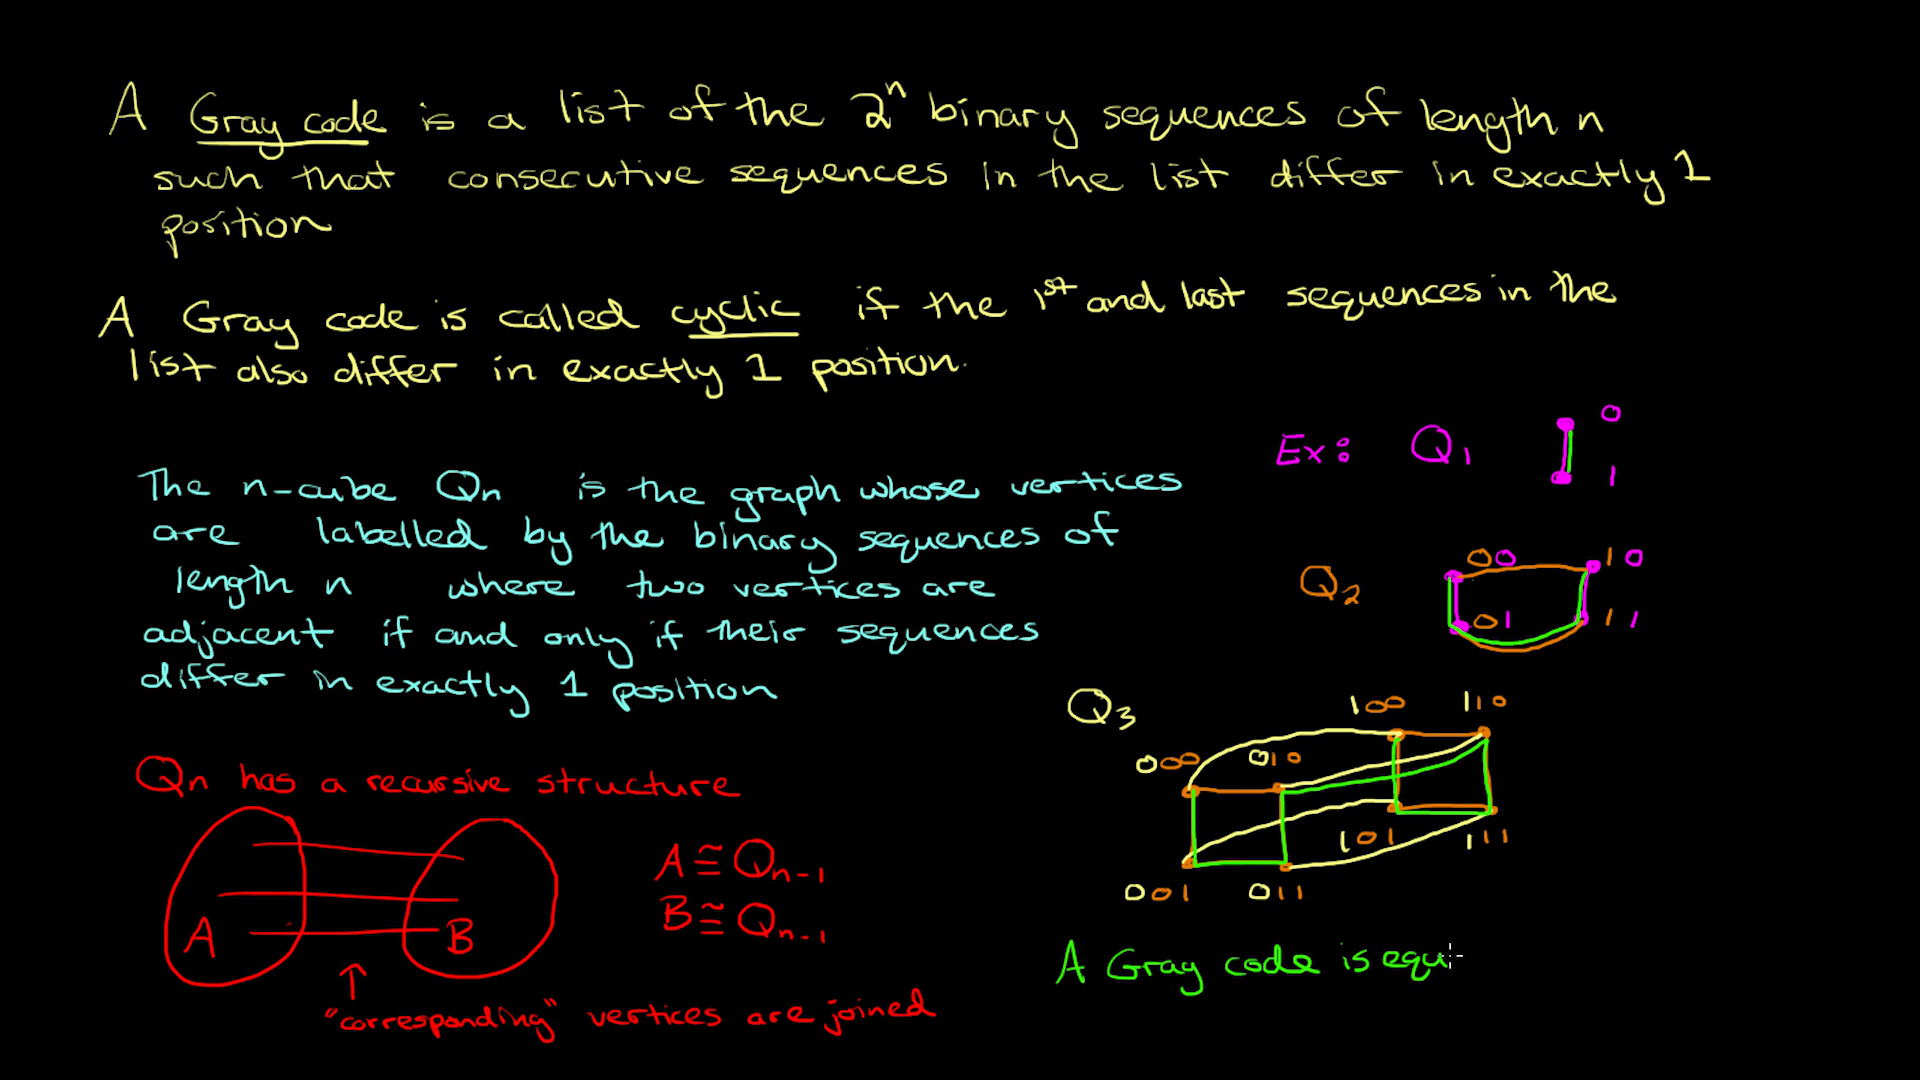 A Gray code is a list of the 2ⁿ binary sequences of length n
such that consecutive sequences in the list differ in exactly 1
position
A Gray code is called cyclic if the 1st and last sequences in the
list also differ in exactly 1 position.
Ex: Q₁ 0
1
The n-cube Qn is the graph whose vertices
are labelled by the binary sequences of
length n where two vertices are
adjacent if and only if their sequences
differ in exactly 1 position
Q₂ 00 10
01 11
Q₃ 100 110
000 010
101 111
001 011
Qn has a recursive structure
A B
A ≅ Qn-1
B ≅ Qn-1
↑
"corresponding" vertices are joined
A Gray code is equ